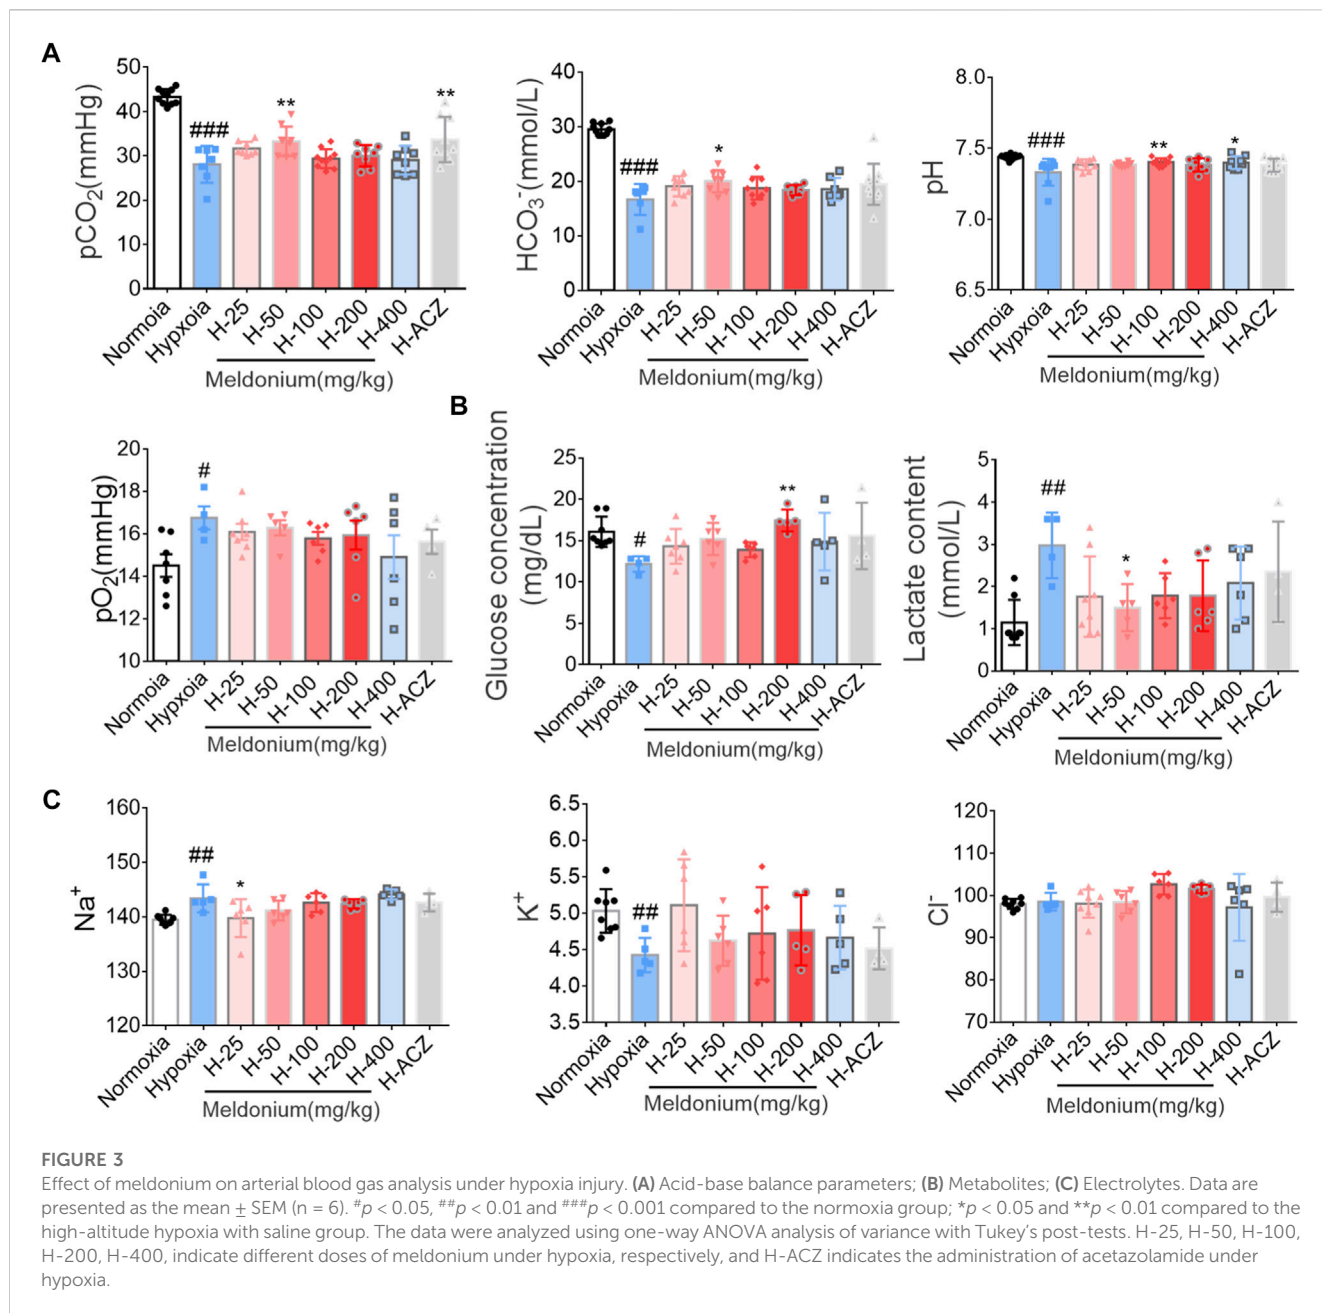 A
pCO2(mmHg)
50
40
30
20
10
0
###
**
**
Normoia
Hypxoia
H-25
H-50
H-100
H-200
H-400
H-ACZ
Meldonium(mg/kg)
HCO3-(mmol/L)
40
30
20
10
0
###
*
Normoia
Hypxoia
H-25
H-50
H-100
H-200
H-400
H-ACZ
Meldonium(mg/kg)
pH
8.0
7.5
7.0
6.5
###
**
*
Normoia
Hypxoia
H-25
H-50
H-100
H-200
H-400
H-ACZ
Meldonium(mg/kg)
pO2(mmHg)
20
18
16
14
12
10
#
Normoia
Hypxoia
H-25
H-50
H-100
H-200
H-400
H-ACZ
Meldonium(mg/kg)
B
Glucose concentration
(mg/dL)
25
20
15
10
5
0
#
**
Normoxia
Hypoxia
H-25
H-50
H-100
H-200
H-400
H-ACZ
Meldonium(mg/kg)
Lactate content
(mmol/L)
5
4
3
2
1
0
##
*
Normoxia
Hypoxia
H-25
H-50
H-100
H-200
H-400
H-ACZ
Meldonium(mg/kg)
C
Na+
160
150
140
130
120
##
*
Normoxia
Hypoxia
H-25
H-50
H-100
H-200
H-400
H-ACZ
Meldonium(mg/kg)
K+
6.5
6.0
5.5
5.0
4.5
4.0
3.5
##
Normoxia
Hypoxia
H-25
H-50
H-100
H-200
H-400
H-ACZ
Meldonium(mg/kg)
Cl-
120
110
100
90
80
70
Normoxia
Hypoxia
H-25
H-50
H-100
H-200
H-400
H-ACZ
Meldonium(mg/kg)
FIGURE 3
Effect of meldonium on arterial blood gas analysis under hypoxia injury. (A) Acid-base balance parameters; (B) Metabolites; (C) Electrolytes. Data are
presented as the mean ± SEM (n = 6). #p < 0.05, ##p < 0.01 and ###p < 0.001 compared to the normoxia group; *p < 0.05 and **p < 0.01 compared to the
high-altitude hypoxia with saline group. The data were analyzed using one-way ANOVA analysis of variance with Tukey's post-tests. H-25, H-50, H-100,
H-200, H-400, indicate different doses of meldonium under hypoxia, respectively, and H-ACZ indicates the administration of acetazolamide under
hypoxia.